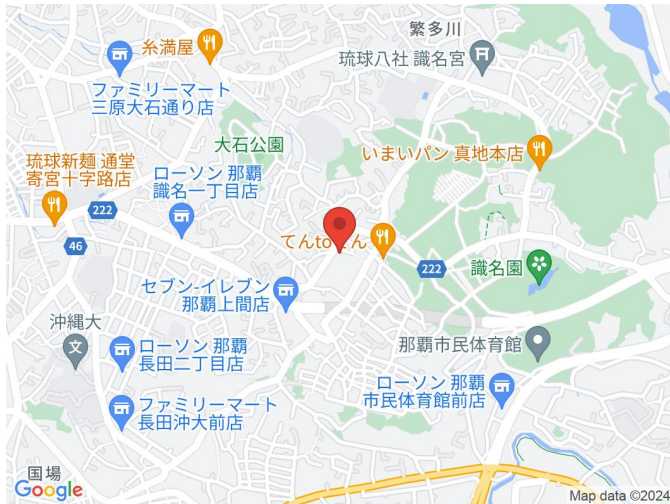 繁多川
糸満屋
琉球八社 識名宮
ファミリーマート
三原大石通り店
大石公園
いまいパン 真地本店
琉球新麺 通堂
寄宮十字路店
ローソン 那覇
識名一丁目店
222
46
てんto
ん
222
識名園
セブン-イレブン
那覇上間店
沖縄大
文
ローソン 那覇
長田二丁目店
那覇市民体育館
ローソン 那覇
市民体育館前店
ファミリーマート
長田沖大前店
国場
Google
Map data ©2024